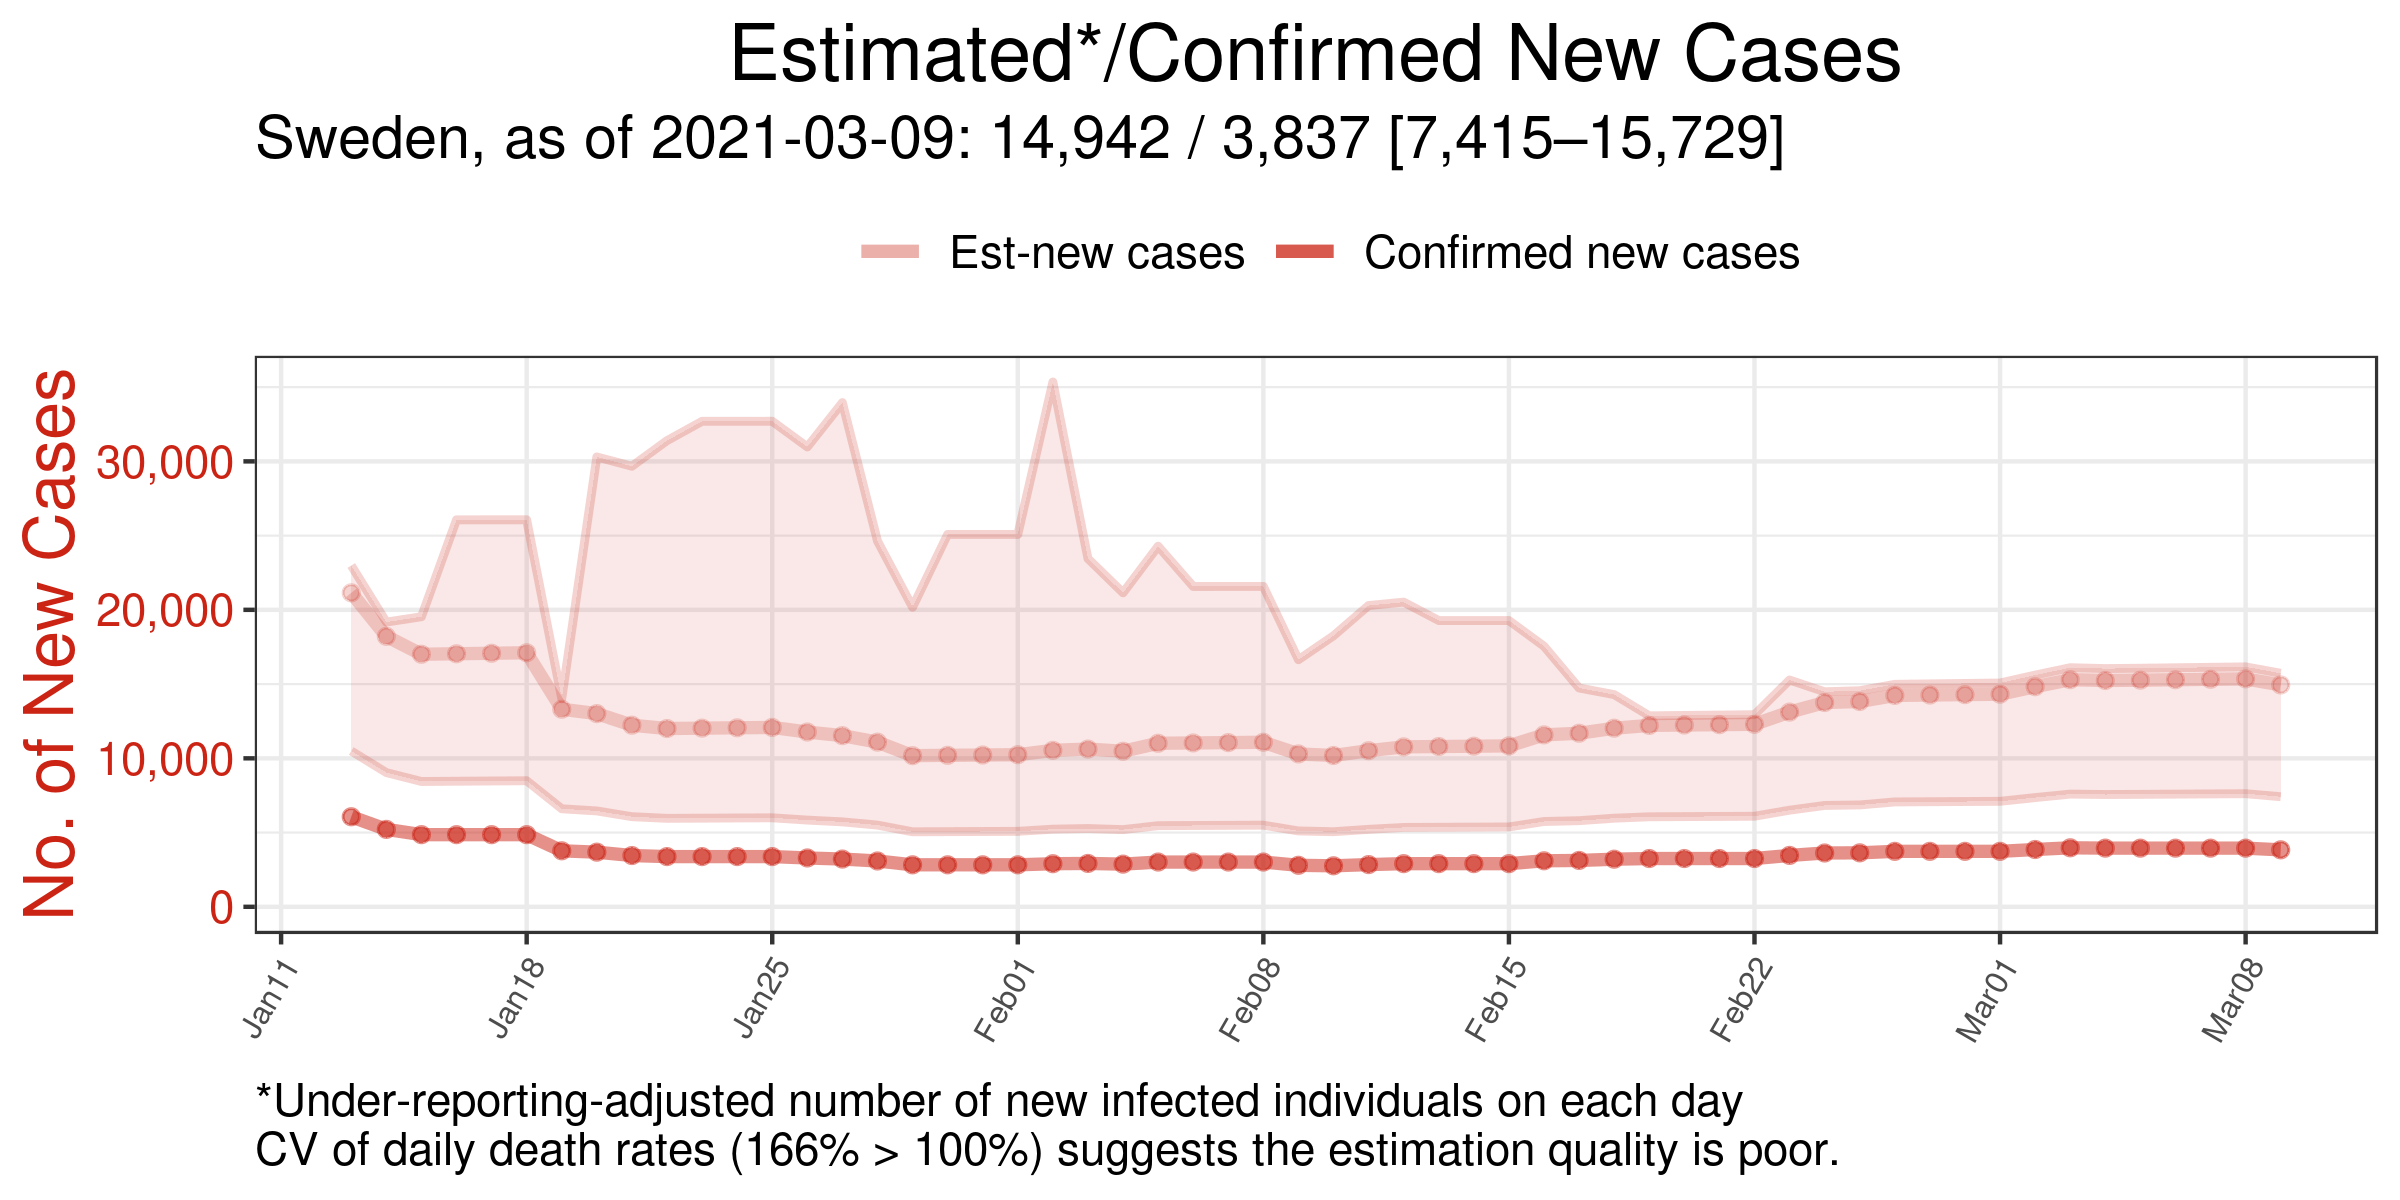 Estimated*/Confirmed New Cases
Sweden, as of 2021-03-09: 14,942 / 3,837 [7,415–15,729]
Est-new cases
Confirmed new cases
No. of New Cases
30,000
20,000
10,000
0
Jan11
Jan18
Jan25
Feb01
Feb08
Feb15
Feb22
Mar01
Mar08
*Under-reporting-adjusted number of new infected individuals on each day
CV of daily death rates (166% > 100%) suggests the estimation quality is poor.